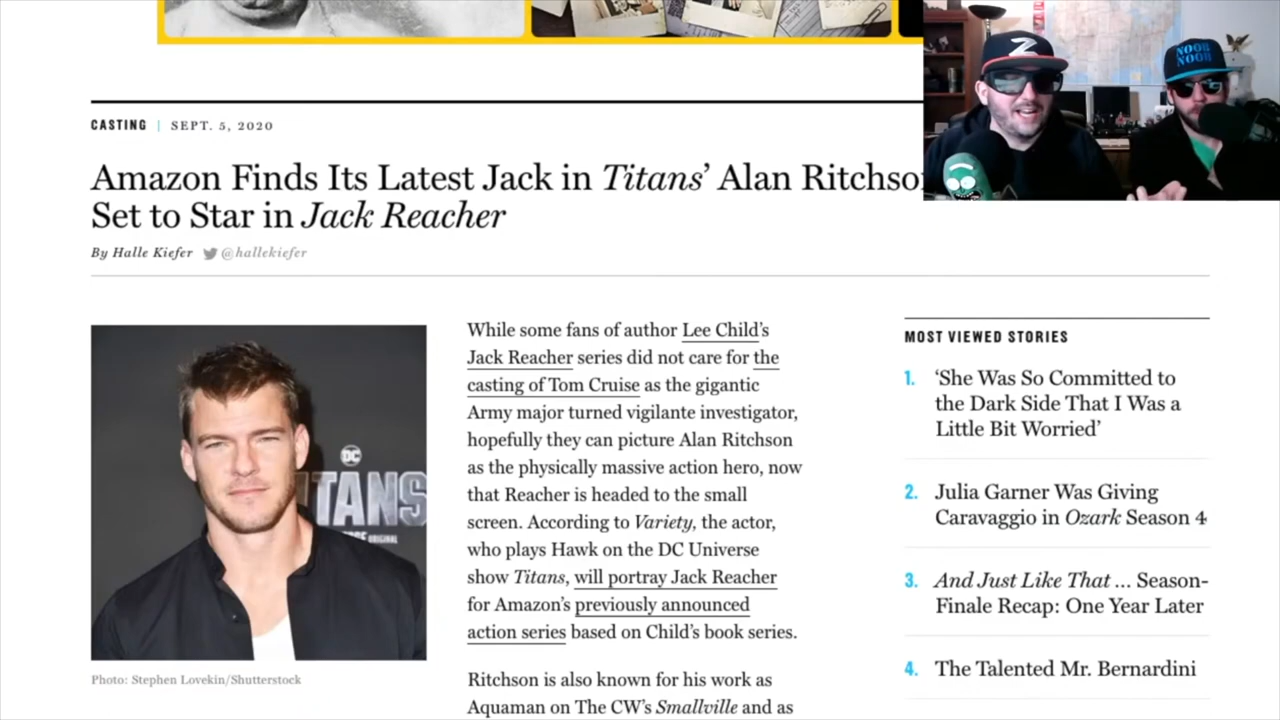 CASTING | SEPT. 5, 2020
Amazon Finds Its Latest Jack in Titans’ Alan Ritchso
Set to Star in Jack Reacher
By Halle Kiefer @hallekiefer
While some fans of author Lee Child’s
Jack Reacher series did not care for the
casting of Tom Cruise as the gigantic
Army major turned vigilante investigator,
hopefully they can picture Alan Ritchson
as the physically massive action hero, now
that Reacher is headed to the small
screen. According to Variety, the actor,
who plays Hawk on the DC Universe
show Titans, will portray Jack Reacher
for Amazon’s previously announced
action series based on Child’s book series.
Ritchson is also known for his work as
Aquaman on The CW’s Smallville and as
DC
TANS
ORIGINAL
Photo: Stephen Lovekin/Shutterstock
MOST VIEWED STORIES
1. ‘She Was So Committed to
the Dark Side That I Was a
Little Bit Worried’
2. Julia Garner Was Giving
Caravaggio in Ozark Season 4
3. And Just Like That … Season-
Finale Recap: One Year Later
4. The Talented Mr. Bernardini
Z
NOOB
NOOB